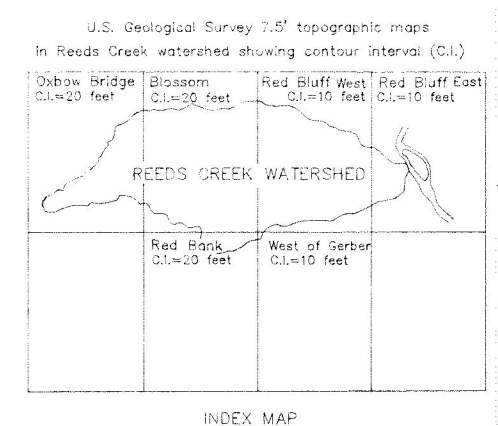 U.S. Geological Survey 7.5' topographic maps
in Reeds Creek watershed showing contour interval (C.I.)
Oxbow Bridge Blossom Red Bluff West Red Bluff East
C.I.=20 feet C.I.=20 feet C.I.=10 feet C.I.=10 feet
REEDS CREEK WATERSHED
Red Bank West of Gerber
C.I.=20 feet C.I.=10 feet
INDEX MAP